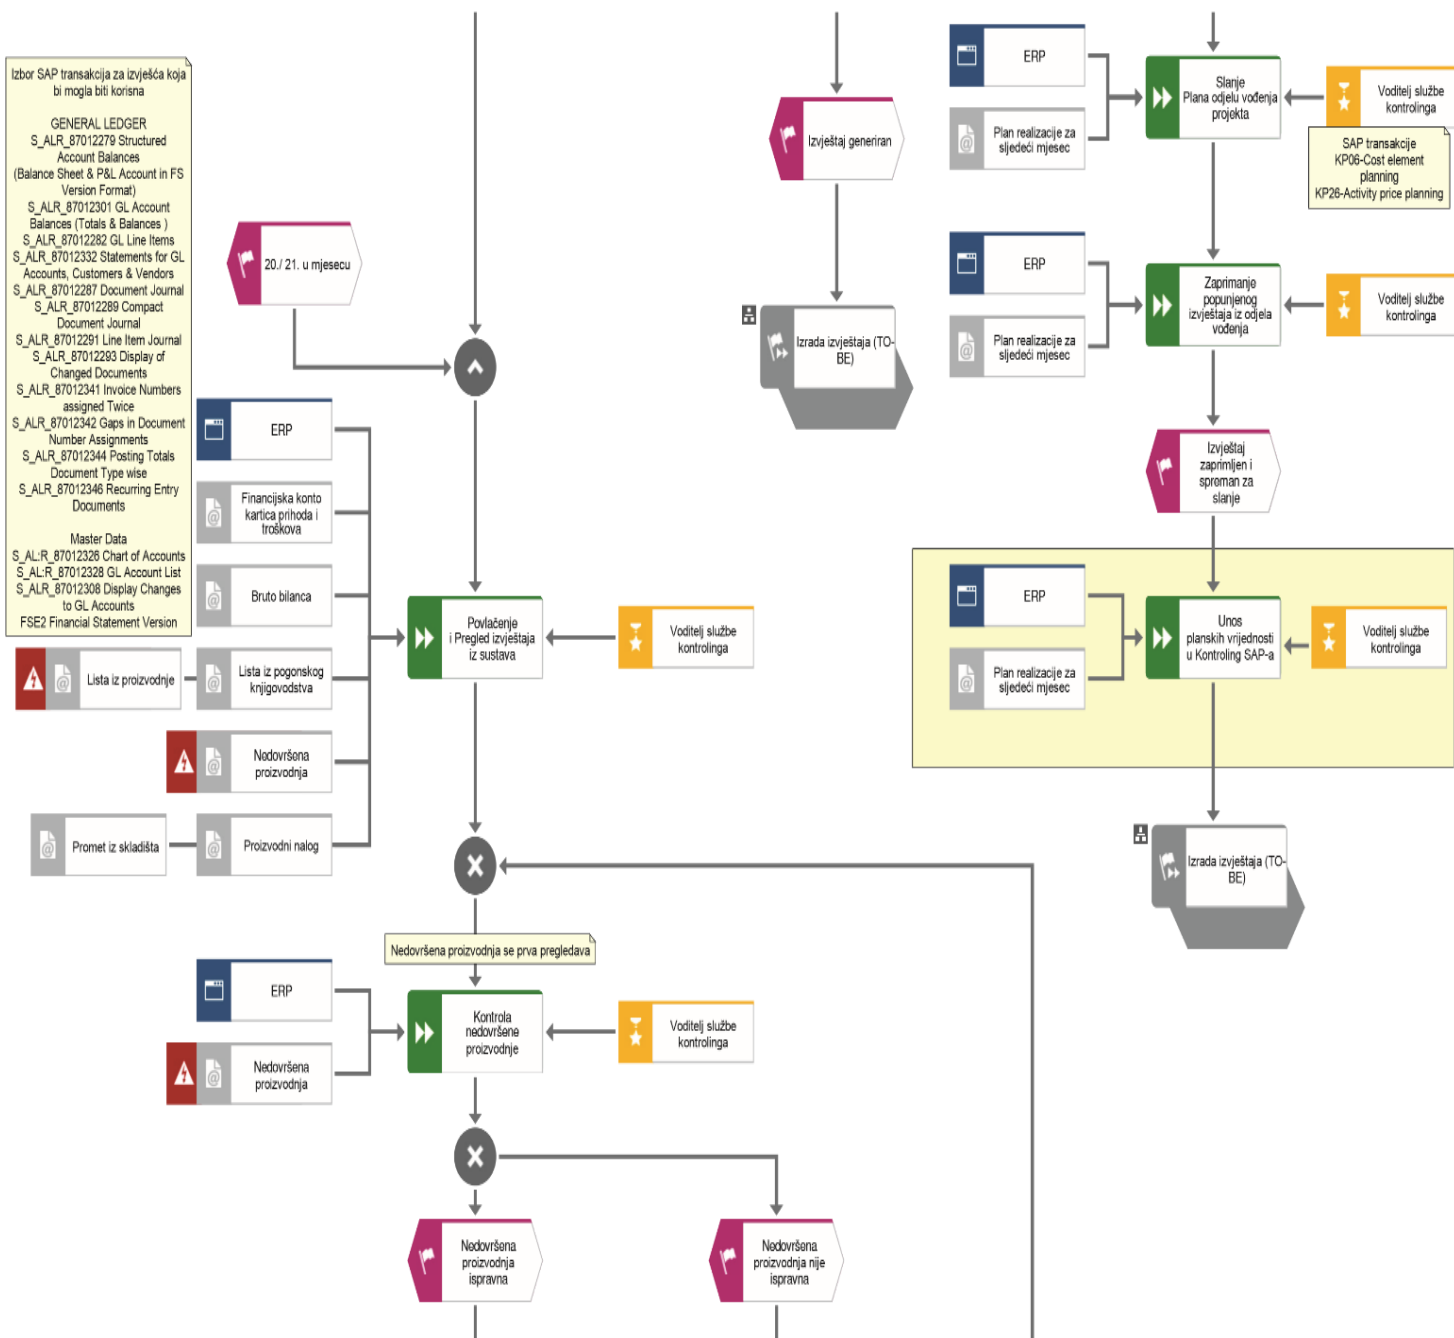 Izbor SAP transakcija za izvješća koja
bi mogla biti korisna
GENERAL LEDGER
S_ALR_87012279 Structured
Account Balances
(Balance Sheet & P&L Account in FS
Version Format)
S_ALR_87012301 GL Account
Balances (Totals & Balances )
S_ALR_87012282 GL Line Items
S_ALR_87012332 Statements for GL
Accounts, Customers & Vendors
S_ALR_87012287 Document Journal
S_ALR_87012289 Compact
Document Journal
S_ALR_87012291 Line Item Journal
S_ALR_87012293 Display of
Changed Documents
S_ALR_87012341 Invoice Numbers
assigned Twice
S_ALR_87012342 Gaps in Document
Number Assignments
S_ALR_87012344 Posting Totals
Document Type wise
S_ALR_87012346 Recurring Entry
Documents
Master Data
S_AL:R_87012326 Chart of Accounts
S_AL:R_87012328 GL Account List
S_ALR_87012308 Display Changes
to GL Accounts
FSE2 Financial Statement Version
20./ 21. u mjesecu
ERP
Financijska konto
kartica prihoda i
troškova
Bruto bilanca
Lista iz proizvodnje
Lista iz pogonskog
knjigovodstva
Nedovršena
proizvodnja
Promet iz skladišta
Proizvodni nalog
Povlačenje
i Pregled izvještaja
iz sustava
Voditelj službe
kontrolinga
Nedovršena proizvodnja se prva pregledava
ERP
Nedovršena
proizvodnja
Kontrola
nedovršene
proizvodnje
Voditelj službe
kontrolinga
Nedovršena
proizvodnja
ispravna
Nedovršena
proizvodnja nije
ispravna
Izvještaj generiran
Izrada izvještaja (TO-
BE)
ERP
Plan realizacije za
sljedeći mjesec
Slanje
Plana odjelu vođenja
projekta
Voditelj službe
kontrolinga
SAP transakcije
KP06-Cost element
planning
KP26-Activity price planning
ERP
Plan realizacije za
sljedeći mjesec
Zaprimanje
popunjenog
izvještaja iz odjela
vođenja
Voditelj službe
kontrolinga
Izvještaj
zaprimljen i
spreman za
slanje
ERP
Plan realizacije za
sljedeći mjesec
Unos
planskih vrijednosti
u Kontroling SAP-a
Voditelj službe
kontrolinga
Izrada izvještaja (TO-
BE)